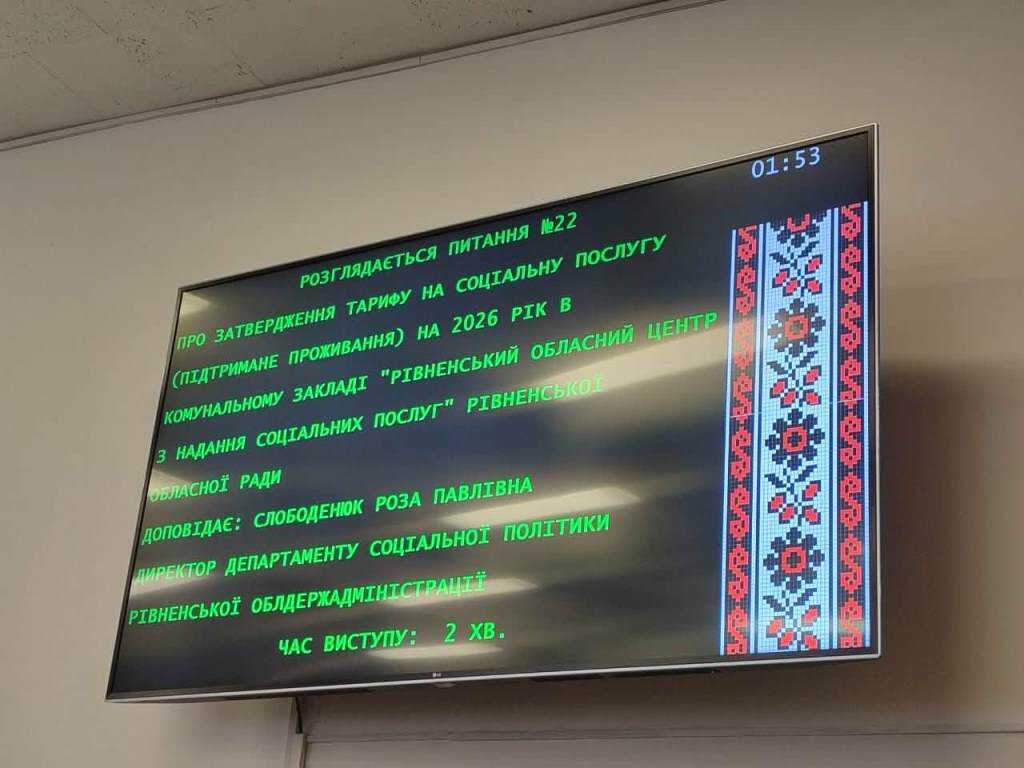 01:53
РОЗГЛЯДАЄТЬСЯ ПИТАННЯ №22
ПРО ЗАТВЕРДЖЕННЯ ТАРИФУ НА СОЦІАЛЬНУ ПОСЛУГУ
(ПІДТРИМАНЕ ПРОЖИВАННЯ) НА 2026 РІК В
КОМУНАЛЬНОМУ ЗАКЛАДІ "РІВНЕНСЬКИЙ ОБЛАСНИЙ ЦЕНТР
З НАДАННЯ СОЦІАЛЬНИХ ПОСЛУГ" РІВНЕНСЬКОЇ
ОБЛАСНОЇ РАДИ
ДОПОВІДАЄ: СЛОБОДЕНЮК РОЗА ПАВЛІВНА
ДИРЕКТОР ДЕПАРТАМЕНТУ СОЦІАЛЬНОЇ ПОЛІТИКИ
РІВНЕНСЬКОЇ ОБЛДЕРЖАДМІНІСТРАЦІЇ
ЧАС ВИСТУПУ: 2 ХВ.
LG